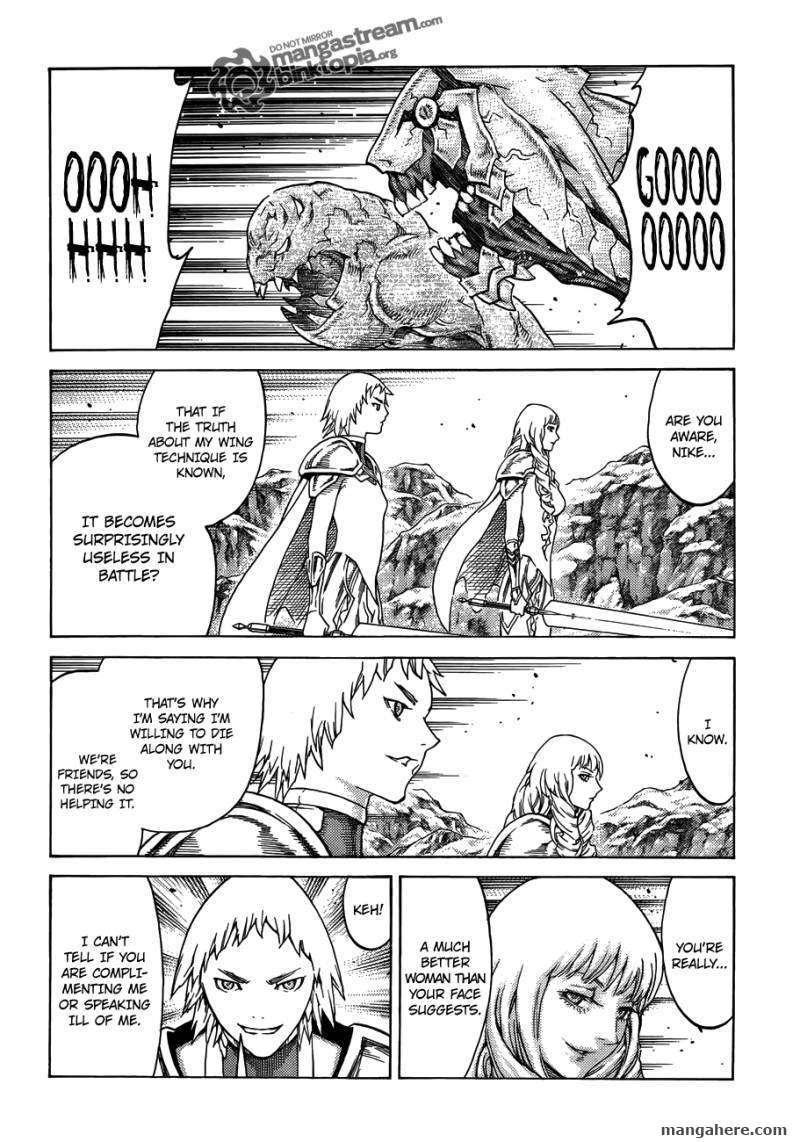 DO NOT MIRROR
mangastream.com
binktopia.org
GOOOO
OOOOO
OOOH
HHH
ARE YOU
AWARE,
NIKE...
THAT IF
THE TRUTH
ABOUT MY WING
TECHNIQUE IS
KNOWN,
IT BECOMES
SURPRISINGLY
USELESS IN
BATTLE?
I
KNOW.
THAT'S WHY
I'M SAYING I'M
WILLING TO DIE
ALONG WITH
YOU.
WE'RE
FRIENDS, SO
THERE'S NO
HELPING IT.
YOU'RE
REALLY...
A MUCH
BETTER
WOMAN THAN
YOUR FACE
SUGGESTS.
KEH!
I CAN'T
TELL IF YOU
ARE COMPLI-
MENTING ME
OR SPEAKING
ILL OF ME.
mangahere.com